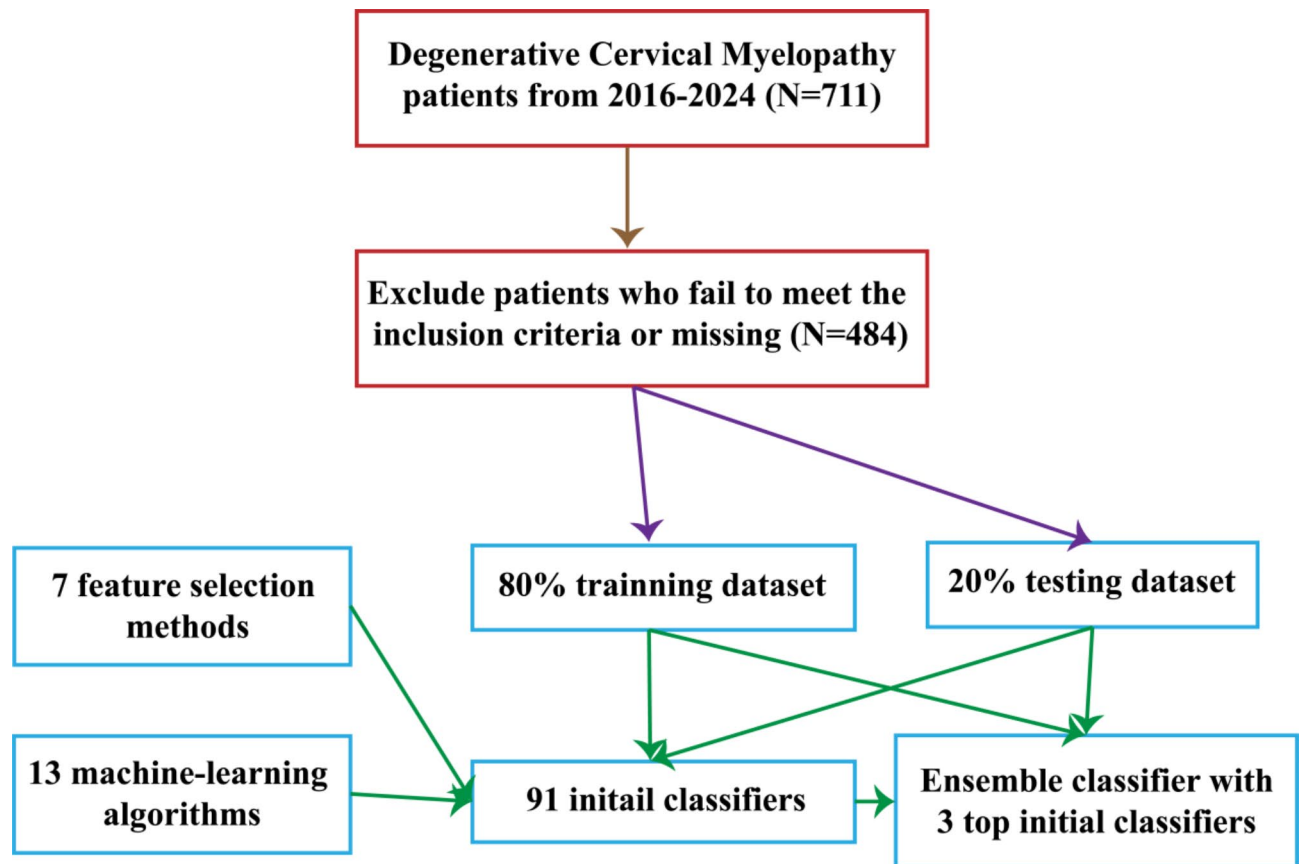 Degenerative Cervical Myelopathy
patients from 2016-2024 (N=711)
Exclude patients who fail to meet the
inclusion criteria or missing (N=484)
7 feature selection
methods
80% trainning dataset
20% testing dataset
13 machine-learning
algorithms
91 initail classifiers
Ensemble classifier with
3 top initial classifiers